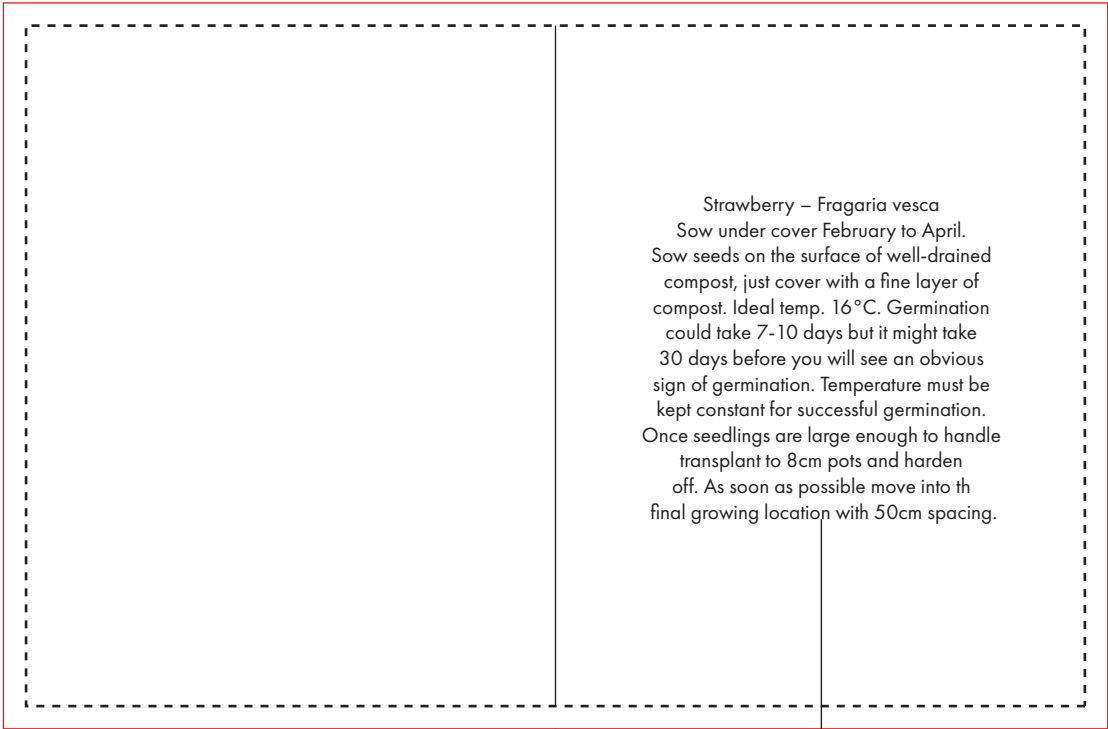 Strawberry – Fragaria vesca
Sow under cover February to April.
Sow seeds on the surface of well-drained
compost, just cover with a fine layer of
compost. Ideal temp. 16°C. Germination
could take 7-10 days but it might take
30 days before you will see an obvious
sign of germination. Temperature must be
kept constant for successful germination.
Once seedlings are large enough to handle
transplant to 8cm pots and harden
off. As soon as possible move into th
final growing location with 50cm spacing.